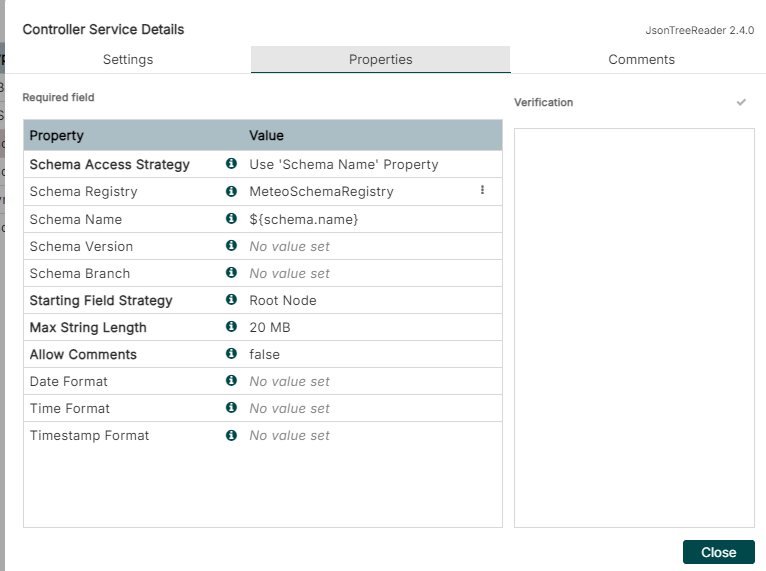 Controller Service Details
JsonTreeReader 2.4.0
Settings
Properties
Comments
Required field
Verification
Property Value
Schema Access Strategy Use 'Schema Name' Property
Schema Registry MeteoSchemaRegistry
Schema Name ${schema.name}
Schema Version No value set
Schema Branch No value set
Starting Field Strategy Root Node
Max String Length 20 MB
Allow Comments false
Date Format No value set
Time Format No value set
Timestamp Format No value set
Close